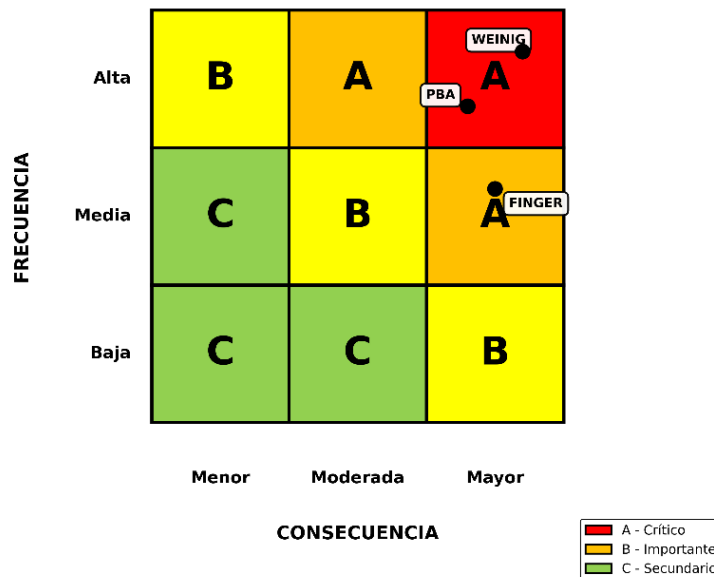 WEINIG
Alta B A A
PBA
FRECUENCIA
Media C B A
FINGER
Baja C C B
Menor Moderada Mayor
CONSECUENCIA
A - Crítico
B - Importante
C - Secundario